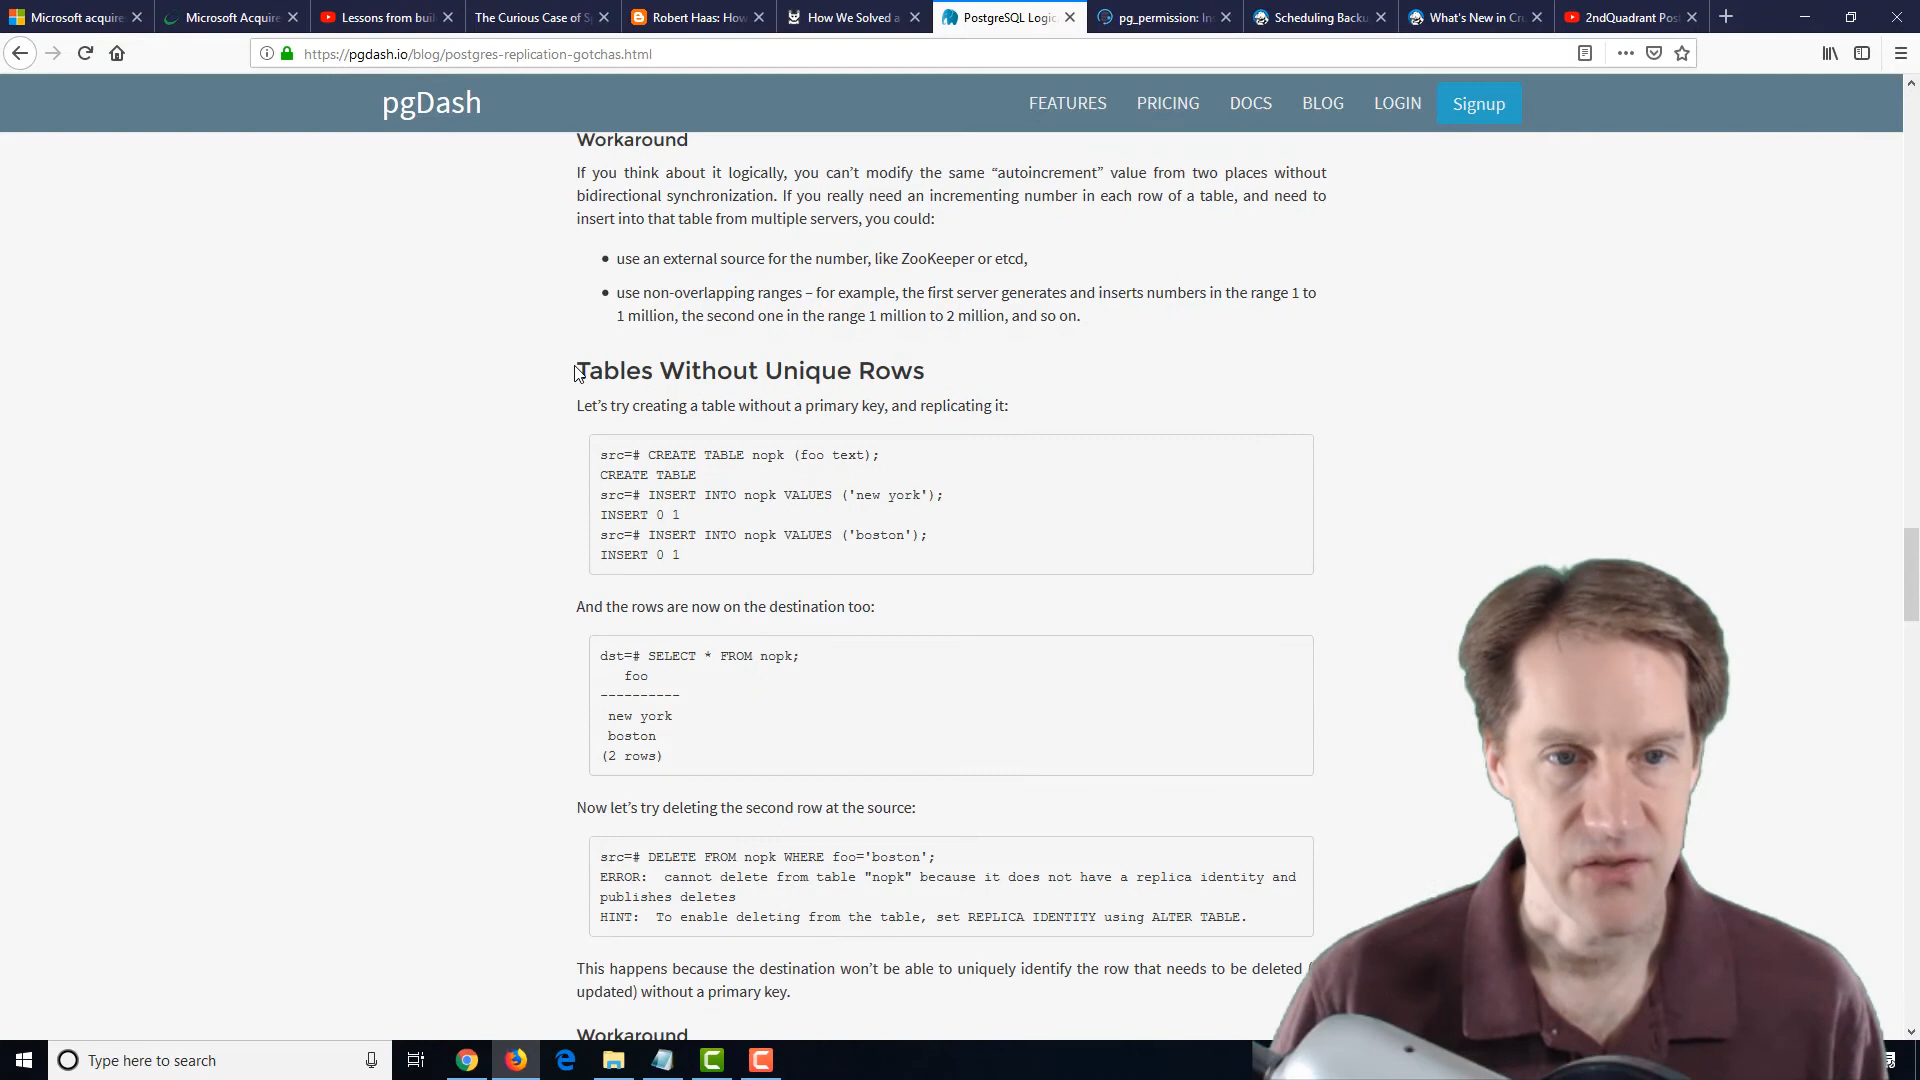 Microsoft acquire
Microsoft Acquire
Lessons from buil
The Curious Case of S
Robert Haas: How
How We Solved a
PostgreSQL Logic
pg_permission: In
Scheduling Backu
What's New in Cru
2ndQuadrant Pos
https://pgdash.io/blog/postgres-replication-gotchas.html
pgDash
FEATURES
PRICING
DOCS
BLOG
LOGIN
Signup
Workaround
If you think about it logically, you can’t modify the same “autoincrement” value from two places without
bidirectional synchronization. If you really need an incrementing number in each row of a table, and need to
insert into that table from multiple servers, you could:
• use an external source for the number, like ZooKeeper or etcd,
• use non-overlapping ranges – for example, the first server generates and inserts numbers in the range 1 to
1 million, the second one in the range 1 million to 2 million, and so on.
Tables Without Unique Rows
Let’s try creating a table without a primary key, and replicating it:
src=# CREATE TABLE nopk (foo text);
CREATE TABLE
src=# INSERT INTO nopk VALUES ('new york');
INSERT 0 1
src=# INSERT INTO nopk VALUES ('boston');
INSERT 0 1
And the rows are now on the destination too:
dst=# SELECT * FROM nopk;
foo
----------
new york
boston
(2 rows)
Now let’s try deleting the second row at the source:
src=# DELETE FROM nopk WHERE foo='boston';
ERROR:  cannot delete from table "nopk" because it does not have a replica identity and
publishes deletes
HINT:  To enable deleting from the table, set REPLICA IDENTITY using ALTER TABLE.
This happens because the destination won’t be able to uniquely identify the row that needs to be deleted (
updated) without a primary key.
Workaround
Type here to search